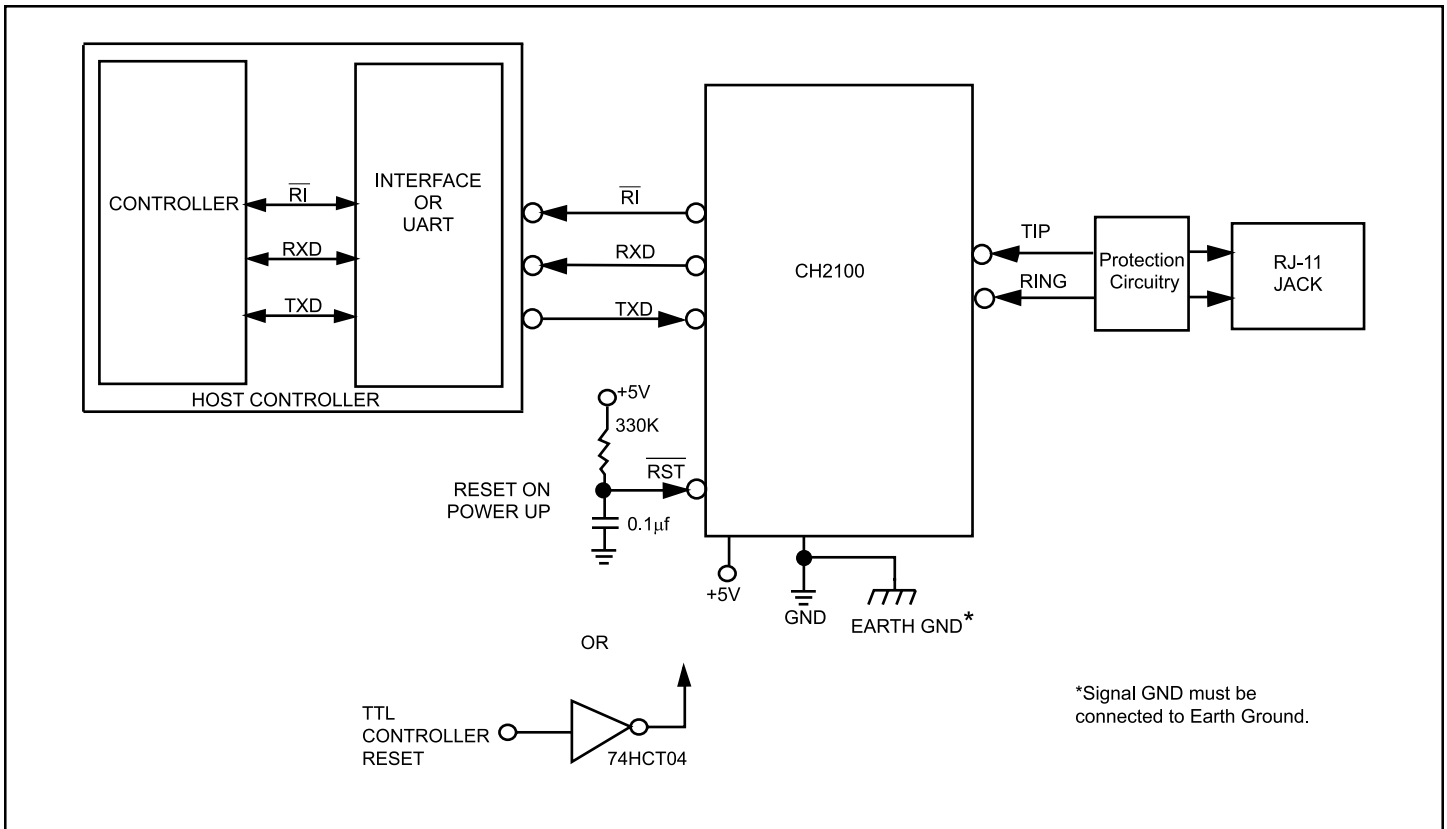 CONTROLLER
RI
RXD
TXD
INTERFACE
OR
UART
HOST CONTROLLER
RI
RXD
TXD
CH2100
TIP
RING
Protection
Circuitry
RJ-11
JACK
+5V
330K
RST
RESET ON
POWER UP
0.1µf
+5V
GND
EARTH GND*
OR
TTL
CONTROLLER
RESET
74HCT04
*Signal GND must be
connected to Earth Ground.